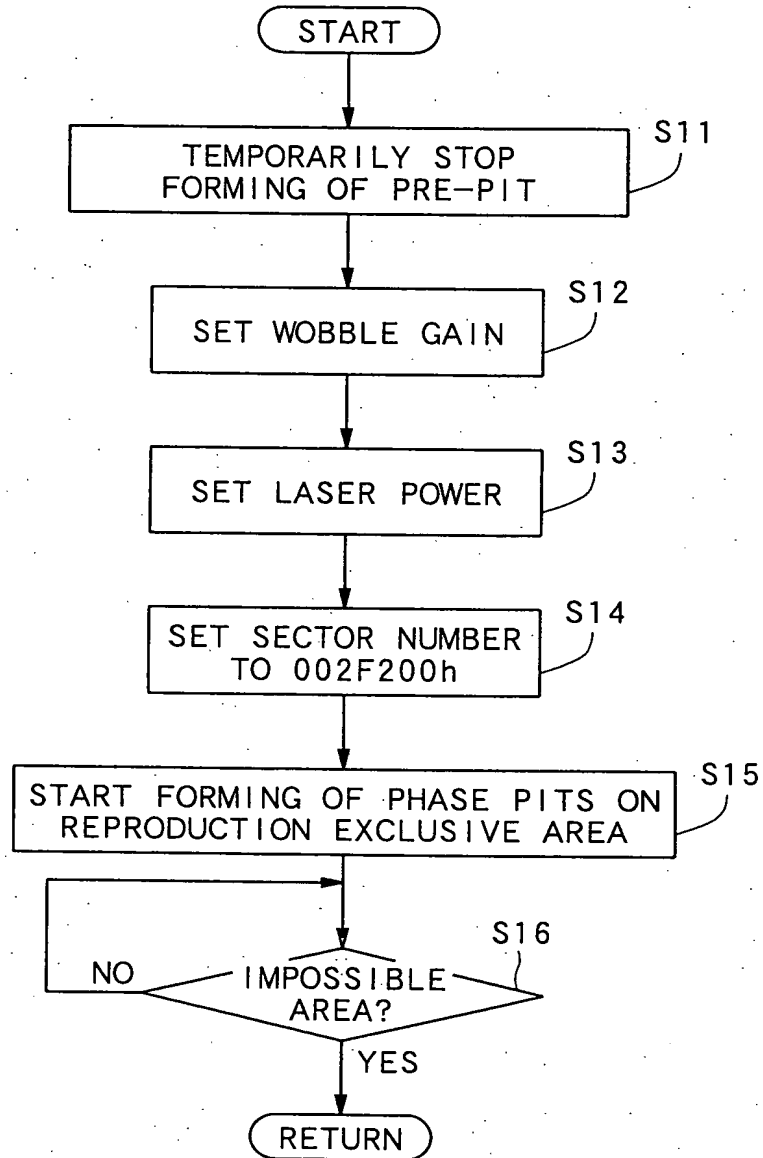 START
S11
TEMPORARILY STOP
FORMING OF PRE-PIT
S12
SET WOBBLE GAIN
S13
SET LASER POWER
S14
SET SECTOR NUMBER
TO 002F200h
S15
START FORMING OF PHASE PITS ON
REPRODUCTION EXCLUSIVE AREA
S16
NO
IMPOSSIBLE
AREA?
YES
RETURN